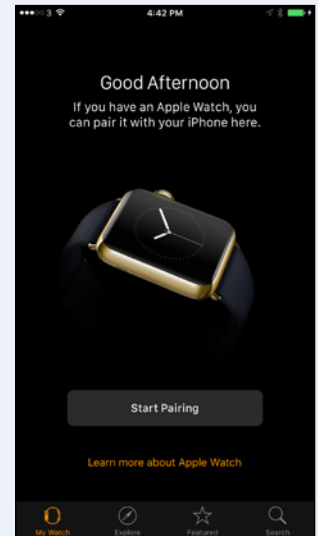 3 4:42 PM
Good Afternoon
If you have an Apple Watch, you
can pair it with your iPhone here.
Start Pairing
Learn more about Apple Watch
My Watch Explore Featured Search